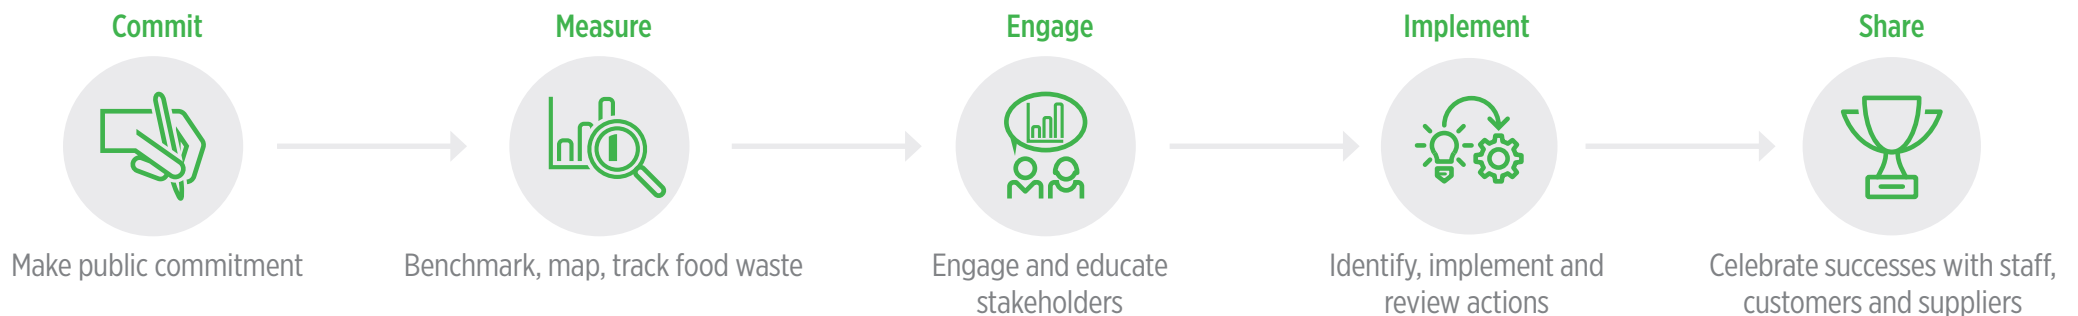 Commit
Make public commitment
Measure
Benchmark, map, track food waste
Engage
Engage and educate
stakeholders
Implement
Identify, implement and
review actions
Share
Celebrate successes with staff,
customers and suppliers